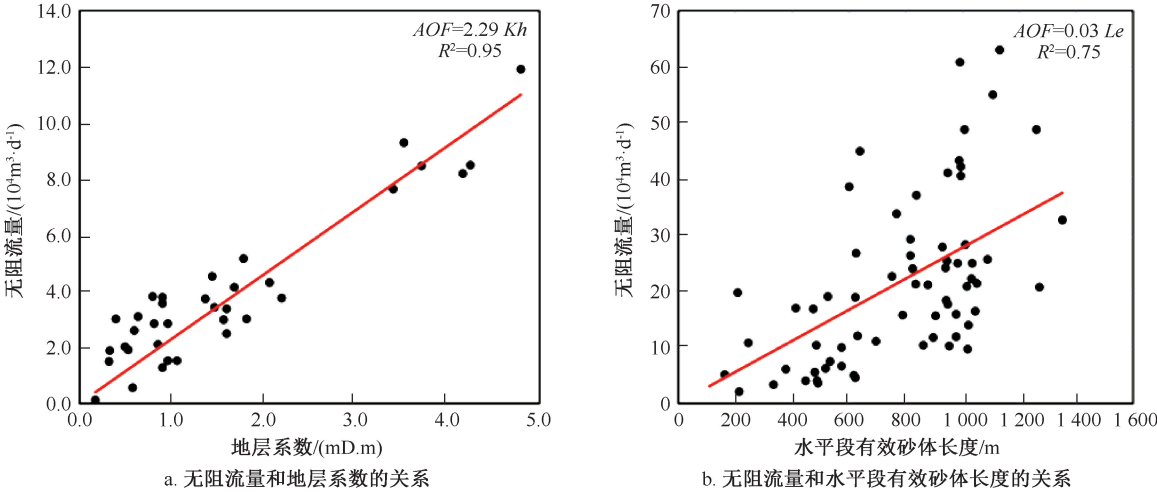 14.0
12.0
10.0
8.0
6.0
4.0
2.0
0.0
无阻流量/(10⁴m³·d⁻¹)
AOF=2.29 Kh
R²=0.95
0.0 1.0 2.0 3.0 4.0 5.0
地层系数/(mD.m)
a. 无阻流量和地层系数的关系
70
60
50
40
30
20
10
0
无阻流量/(10⁴m³·d⁻¹)
AOF=0.03 Le
R²=0.75
0 200 400 600 800 1 000 1 200 1 400 1 600
水平段有效砂体长度/m
b. 无阻流量和水平段有效砂体长度的关系